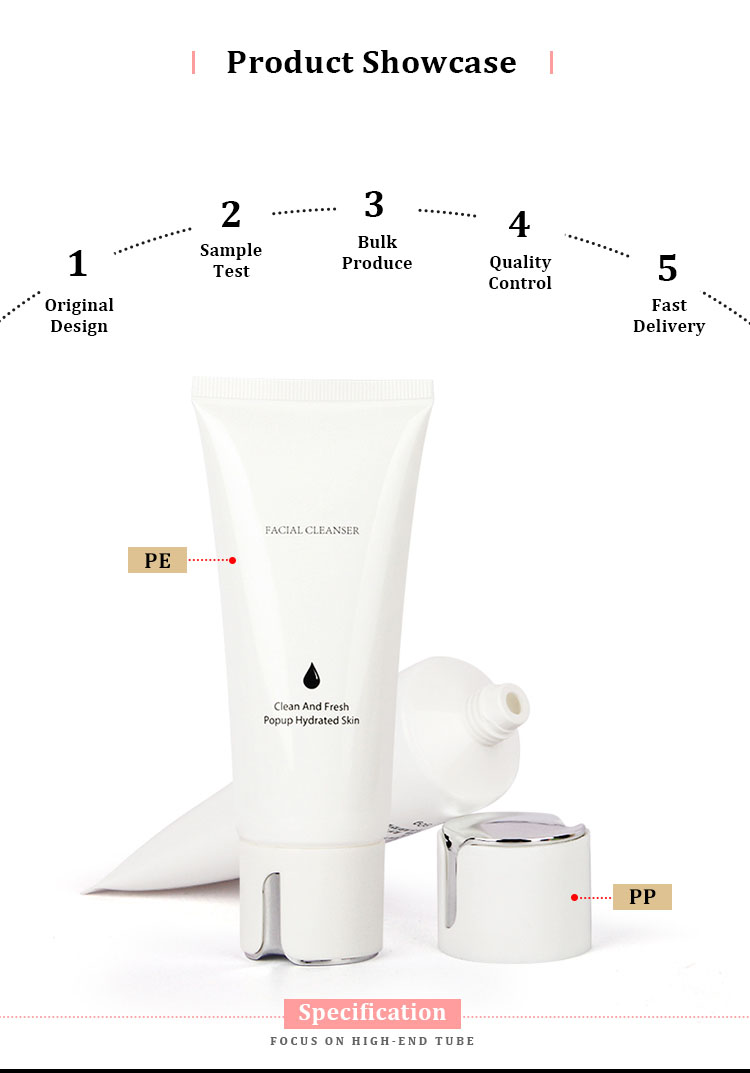 Product Showcase
1
Original
Design
2
Sample
Test
3
Bulk
Produce
4
Quality
Control
5
Fast
Delivery
FACIAL CLEANSER
PE
Clean And Fresh
Popup Hydrated Skin
PP
Specification
FOCUS ON HIGH-END TUBE